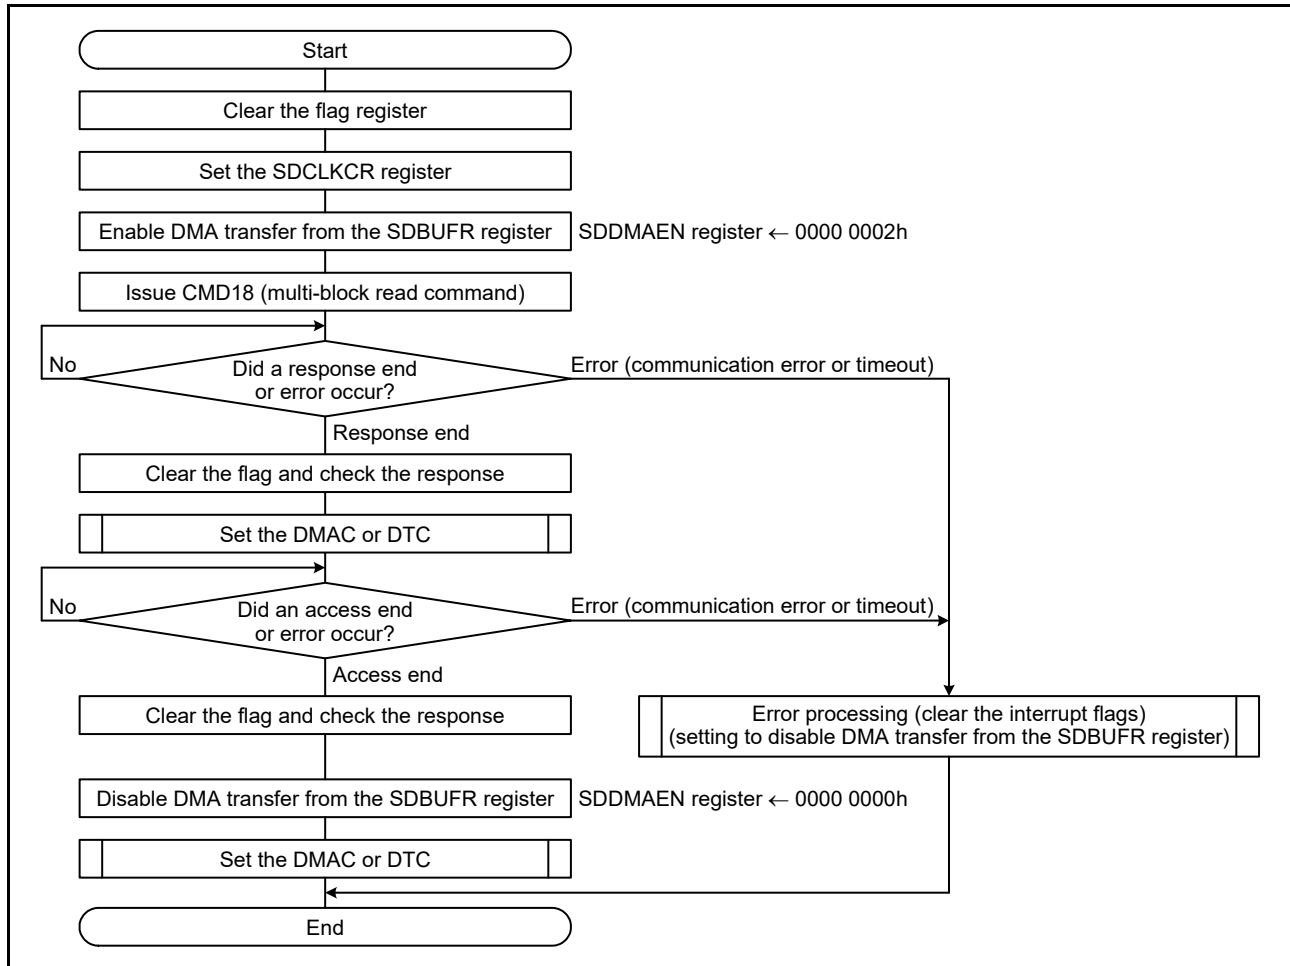 Start
Clear the flag register
Set the SDCLKCR register
Enable DMA transfer from the SDBUFR register
SDDMAEN register ← 0000 0002h
Issue CMD18 (multi-block read command)
No
Did a response end
or error occur?
Error (communication error or timeout)
Response end
Clear the flag and check the response
Set the DMAC or DTC
No
Did an access end
or error occur?
Error (communication error or timeout)
Access end
Clear the flag and check the response
Error processing (clear the interrupt flags)
(setting to disable DMA transfer from the SDBUFR register)
Disable DMA transfer from the SDBUFR register
SDDMAEN register ← 0000 0000h
Set the DMAC or DTC
End